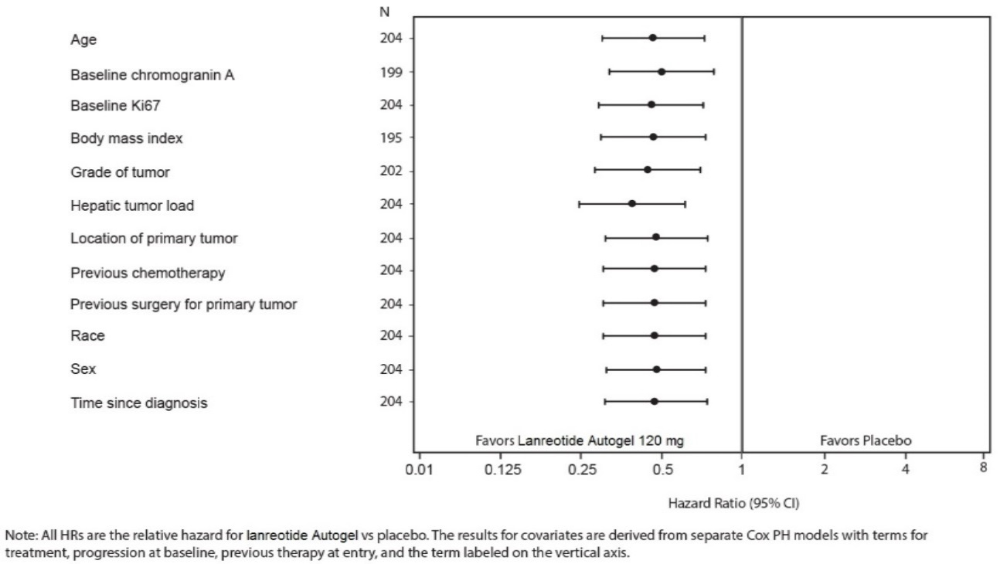 N
Age 204
Baseline chromogranin A 199
Baseline Ki67 204
Body mass index 195
Grade of tumor 202
Hepatic tumor load 204
Location of primary tumor 204
Previous chemotherapy 204
Previous surgery for primary tumor 204
Race 204
Sex 204
Time since diagnosis 204
Favors Lanreotide Autogel 120 mg Favors Placebo
0.01 0.125 0.25 0.5 1 2 4 8
Hazard Ratio (95% CI)
Note: All HRs are the relative hazard for lanreotide Autogel vs placebo. The results for covariates are derived from separate Cox PH models with terms for
treatment, progression at baseline, previous therapy at entry, and the term labeled on the vertical axis.